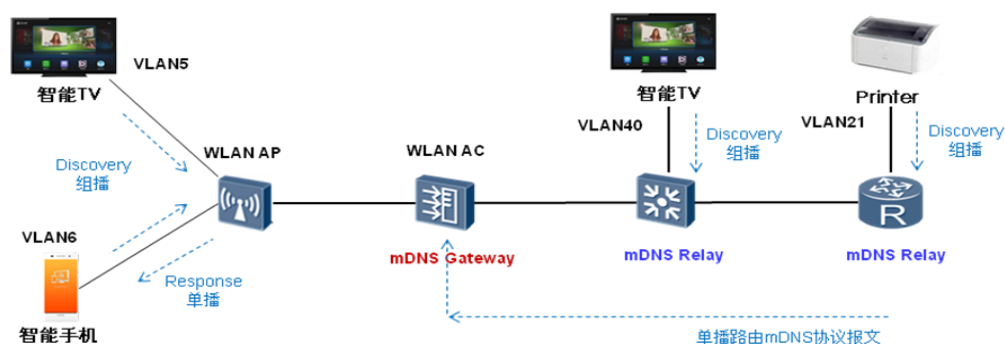 VLAN5
智能TV
智能TV
Printer
VLAN40
VLAN21
Discovery
组播
Discovery
组播
WLAN AP
WLAN AC
Discovery
组播
R
VLAN6
mDNS Gateway
mDNS Relay
mDNS Relay
Response
单播
智能手机
单播路由mDNS协议报文